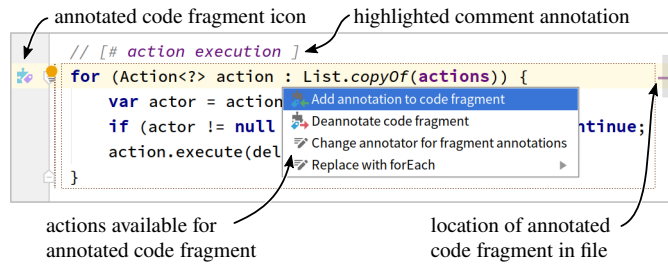 annotated code fragment icon
highlighted comment annotation
// [# action execution ]
for (Action<?> action : List.copyOf(actions)) {
var actor = action
Add annotation to code fragment
if (actor != null
Deannotate code fragment
ntinue;
Change annotator for fragment annotations
action.execute(del
Replace with forEach
}
actions available for
annotated code fragment
location of annotated
code fragment in file